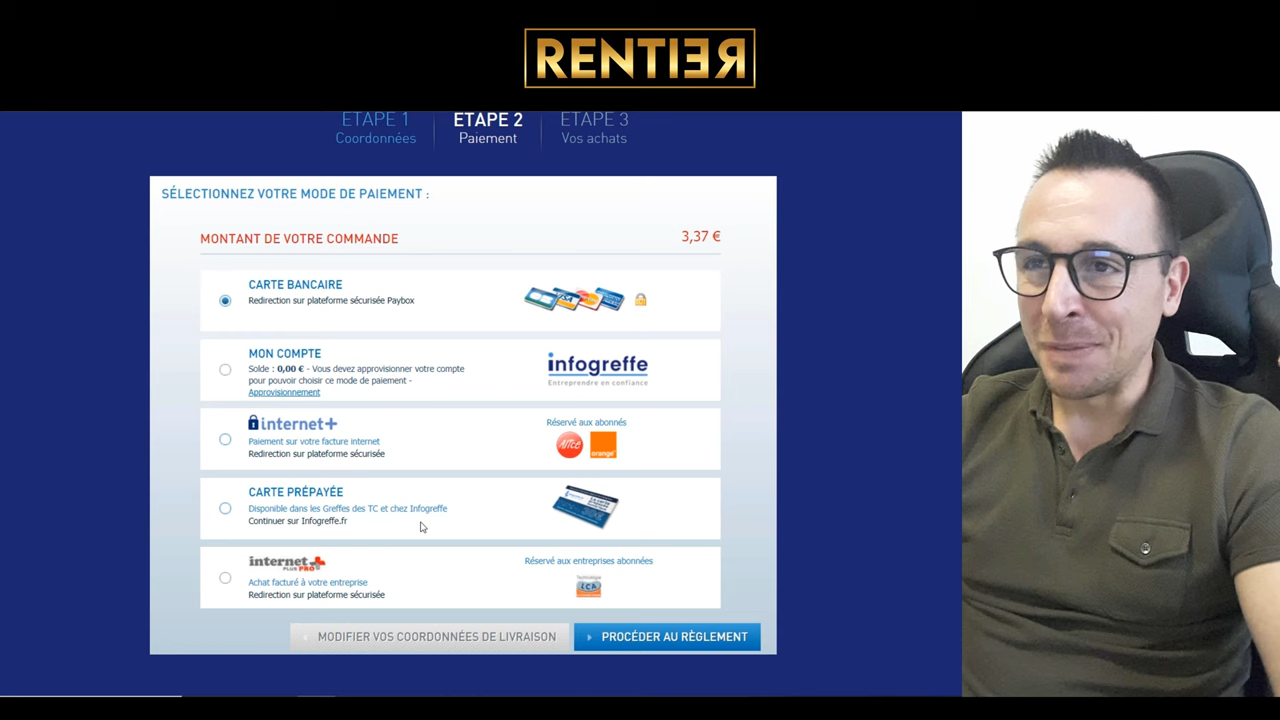 RENTIER
ETAPE 1
Coordonnées
ETAPE 2
Paiement
ETAPE 3
Vos achats
SÉLECTIONNEZ VOTRE MODE DE PAIEMENT :
MONTANT DE VOTRE COMMANDE
3,37 €
CARTE BANCAIRE
Redirection sur plateforme sécurisée Paybox
VISA
MON COMPTE
Solde : 0,00 € - Vous devez approvisionner votre compte
pour pouvoir choisir ce mode de paiement -
Approvisionnement
infogreffe
Entreprendre en confiance
internet+
Paiement sur votre facture internet
Redirection sur plateforme sécurisée
Réservé aux abonnés
orange
CARTE PRÉPAYÉE
Disponible dans les Greffes des TC et chez Infogreffe
Continuer sur Infogreffe.fr
internet
PLUS PRO
Achat facturé à votre entreprise
Redirection sur plateforme sécurisée
Réservé aux entreprises abonnées
MODIFIER VOS COORDONNÉES DE LIVRAISON
PROCÉDER AU RÈGLEMENT